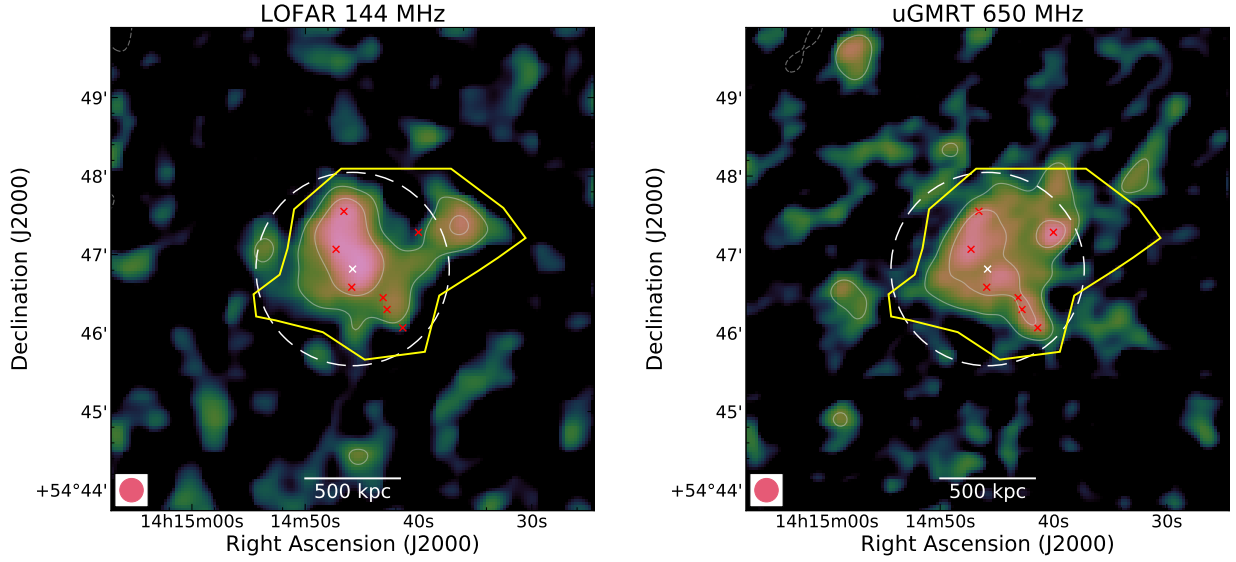 LOFAR 144 MHz
Declination (J2000)
49'
48'
47'
46'
45'
+54°44'
500 kpc
14h15m00s
14m50s
40s
30s
Right Ascension (J2000)
uGMRT 650 MHz
Declination (J2000)
49'
48'
47'
46'
45'
+54°44'
500 kpc
14h15m00s
14m50s
40s
30s
Right Ascension (J2000)